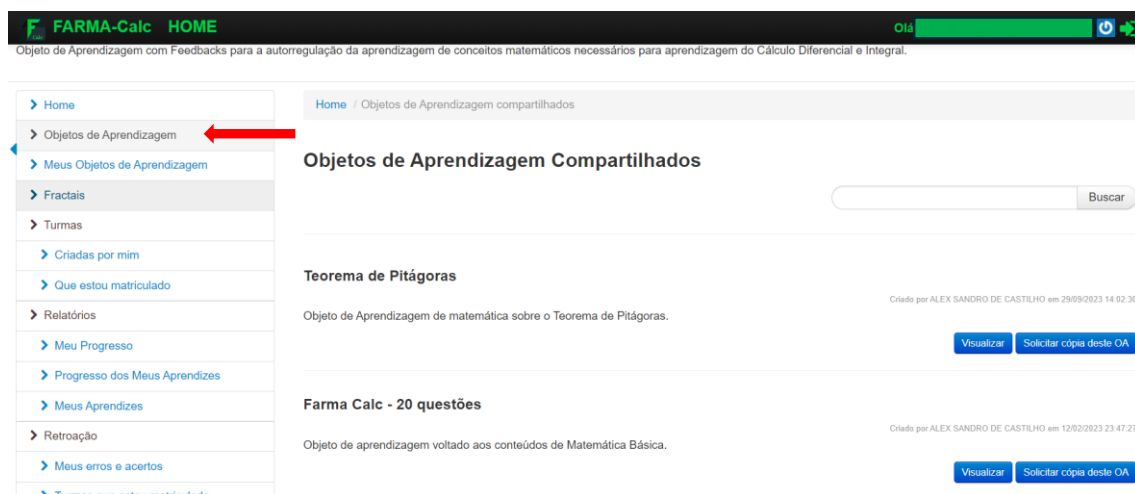 FARMA-Calc HOME
Olá
Objeto de Aprendizagem com Feedbacks para a autorregulação da aprendizagem de conceitos matemáticos necessários para aprendizagem do Cálculo Diferencial e Integral.
Home
Objetos de Aprendizagem
Meus Objetos de Aprendizagem
Fractais
Turmas
Criadas por mim
Que estou matriculado
Relatórios
Meu Progresso
Progresso dos Meus Aprendizes
Meus Aprendizes
Retroação
Meus erros e acertos
Home / Objetos de Aprendizagem compartilhados
Objetos de Aprendizagem Compartilhados
Buscar
Teorema de Pitágoras
Criado por ALEX SANDRO DE CASTILHO em 29/09/2023 14:02:30
Objeto de Aprendizagem de matemática sobre o Teorema de Pitágoras.
Visualizar Solicitar cópia deste OA
Farma Calc - 20 questões
Criado por ALEX SANDRO DE CASTILHO em 12/02/2023 23:47:27
Objeto de aprendizagem voltado aos conteúdos de Matemática Básica.
Visualizar Solicitar cópia deste OA